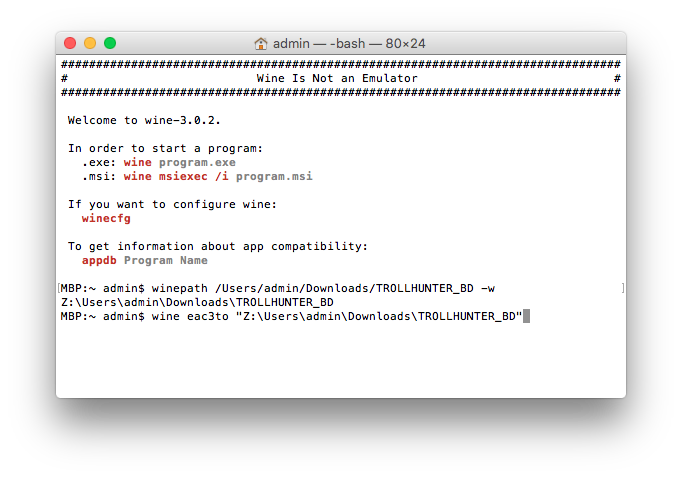 admin — -bash — 80×24
################################################################################
#                           Wine Is Not an Emulator                            #
################################################################################
Welcome to wine-3.0.2.
In order to start a program:
.exe: wine program.exe
.msi: wine msiexec /i program.msi
If you want to configure wine:
winecfg
To get information about app compatibility:
appdb Program Name
[MBP:~ admin$ winepath /Users/admin/Downloads/TROLLHUNTER_BD -w ]
Z:\Users\admin\Downloads\TROLLHUNTER_BD
MBP:~ admin$ wine eac3to "Z:\Users\admin\Downloads\TROLLHUNTER_BD"